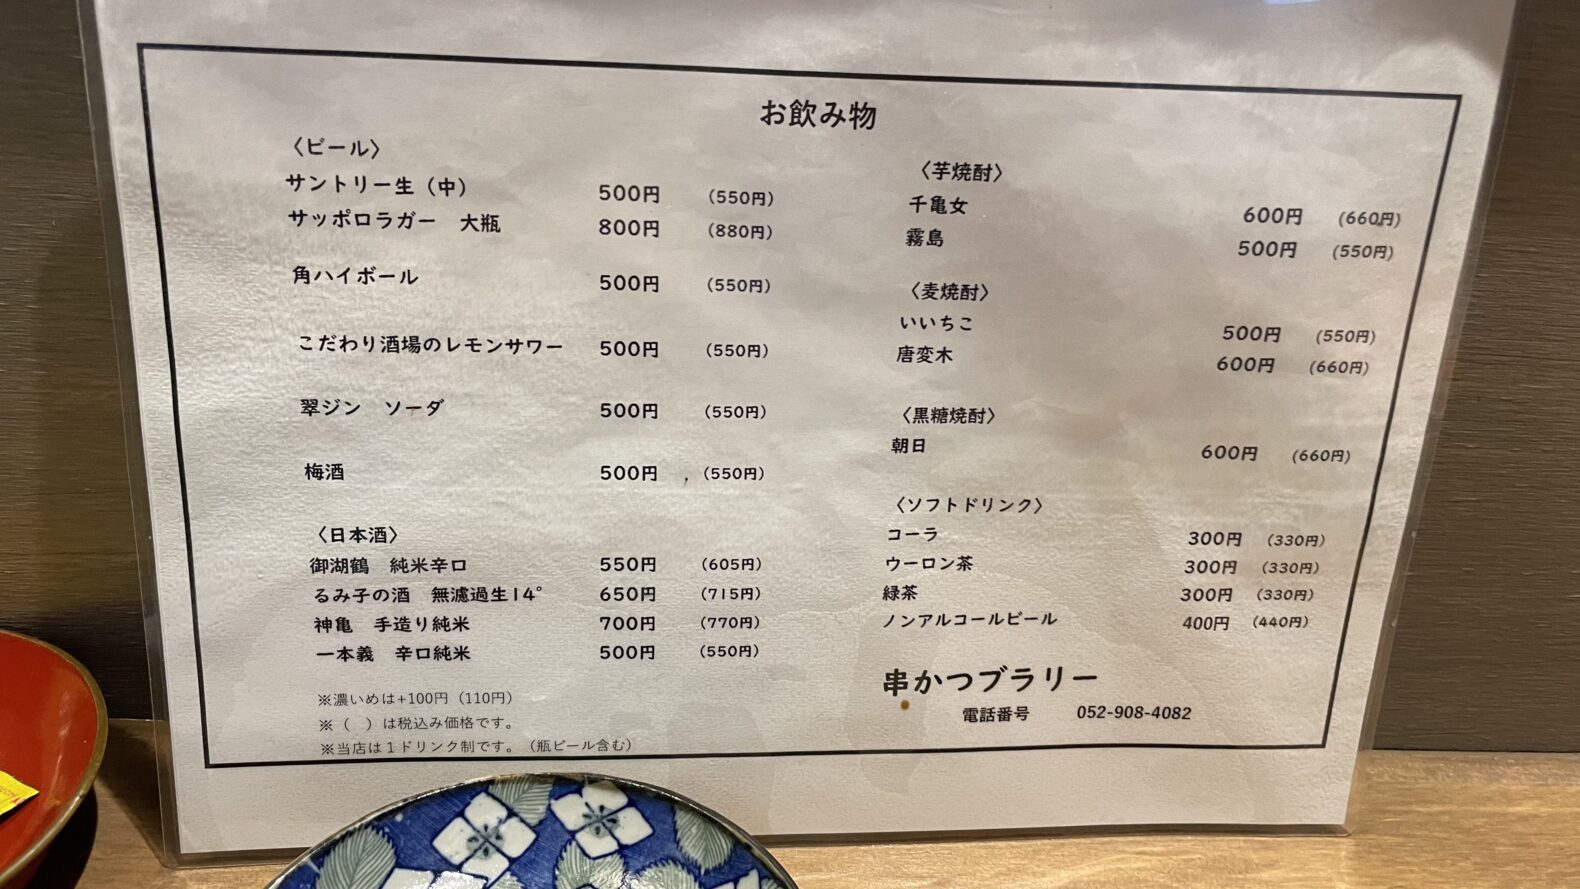 お飲み物
〈ビール〉
サントリー生（中） 500円 （550円）
サッポロラガー 大瓶 800円 （880円）
角ハイボール 500円 （550円）
こだわり酒場のレモンサワー 500円 （550円）
翠ジン ソーダ 500円 （550円）
梅酒 500円 （550円）
〈日本酒〉
御湖鶴 純米辛口 550円 （605円）
るみ子の酒 無濾過生14° 650円 （715円）
神亀 手造り純米 700円 （770円）
一本義 辛口純米 500円 （550円）
※濃いめは+100円（110円）
※（ ）は税込み価格です。
※当店は１ドリンク制です。（瓶ビール含む）
〈芋焼酎〉
千亀女 600円 （660円）
霧島 500円 （550円）
〈麦焼酎〉
いいちこ 500円 （550円）
唐変木 600円 （660円）
〈黒糖焼酎〉
朝日 600円 （660円）
〈ソフトドリンク〉
コーラ 300円 （330円）
ウーロン茶 300円 （330円）
緑茶 300円 （330円）
ノンアルコールビール 400円 （440円）
串かつブラリー
電話番号 052-908-4082